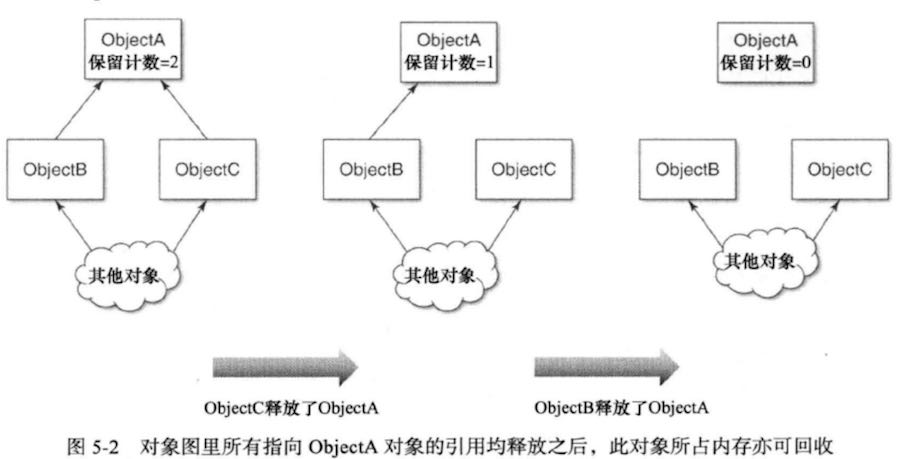 ObjectA
保留计数=2
ObjectA
保留计数=1
ObjectA
保留计数=0
ObjectB
ObjectC
ObjectB
ObjectC
ObjectB
ObjectC
其他对象
其他对象
其他对象
ObjectC释放了ObjectA
ObjectB释放了ObjectA
图 5-2 对象图里所有指向 ObjectA 对象的引用均释放之后，此对象所占内存亦可回收